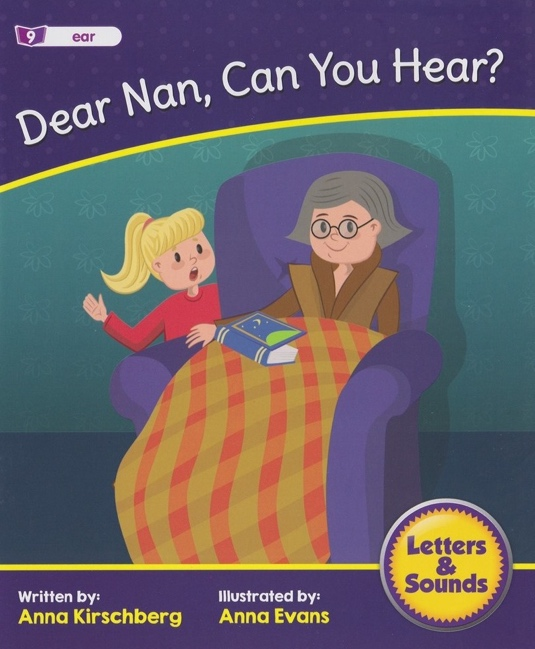 9 ear
Dear Nan, Can You Hear?
Letters
&
Sounds
Written by:
Anna Kirschberg
Illustrated by:
Anna Evans